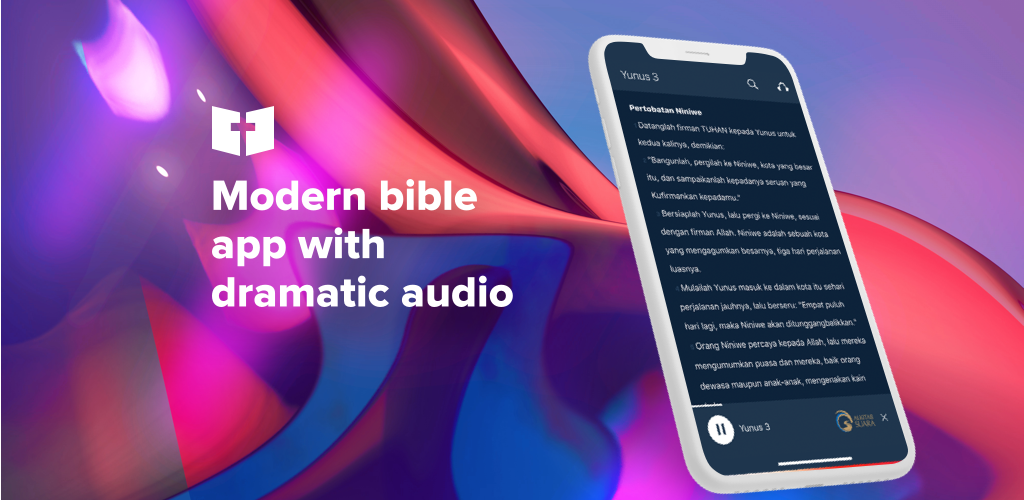 Modern bible
app with
dramatic audio
Yunus 3
Pertobatan Niniwe
Datanglah firman TUHAN kepada Yunus untuk
kedua kalinya, demikian:
"Bangunlah, pergilah ke Niniwe, kota yang besar
itu, dan sampaikanlah kepadanya seruan yang
Kufirmankan kepadamu."
Bersiaplah Yunus, lalu pergi ke Niniwe, sesuai
dengan firman Allah. Niniwe adalah sebuah kota
yang mengagumkan besarnya, tiga hari perjalanan
luasnya.
Mulailah Yunus masuk ke dalam kota itu sehari
perjalanan jauhnya, lalu berseru: "Empat puluh
hari lagi, maka Niniwe akan ditunggangbalikkan."
Orang Niniwe percaya kepada Allah, lalu mereka
mengumumkan puasa dan mereka, baik orang
dewasa maupun anak-anak, mengenakan kain
Yunus 3
ALKITAB
SUARA